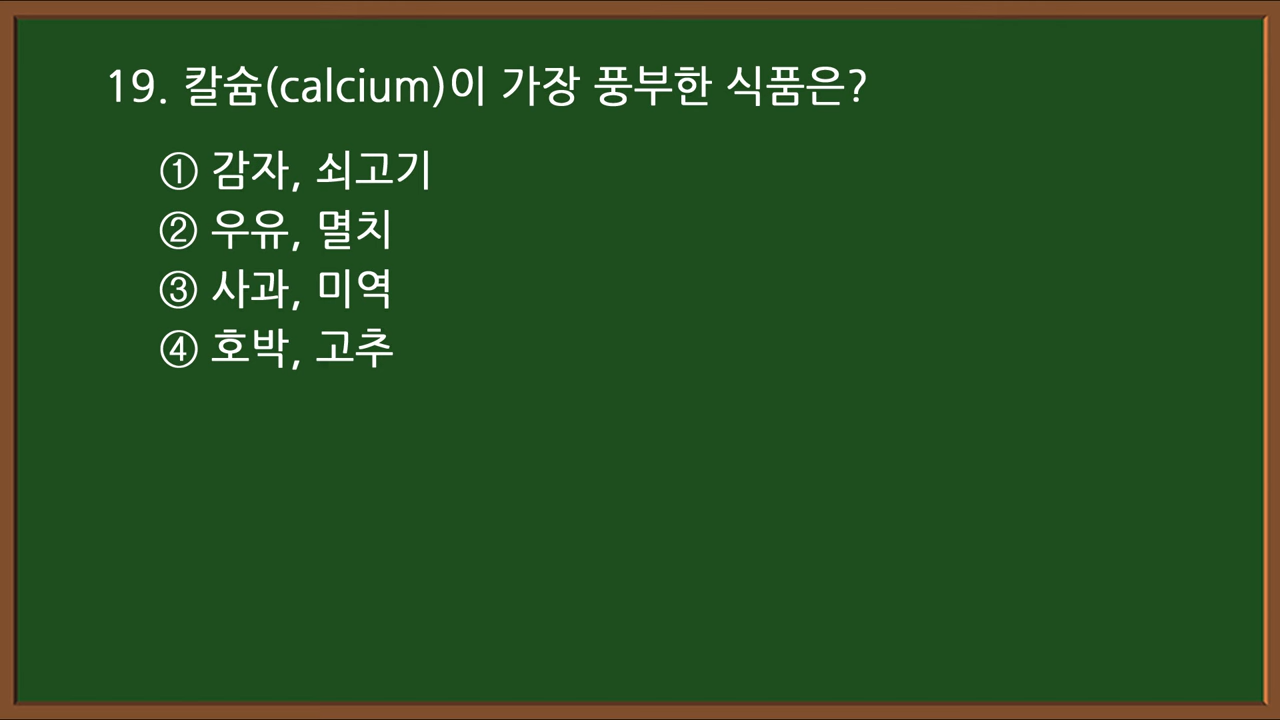 19. 칼슘(calcium)이 가장 풍부한 식품은?
① 감자, 쇠고기
② 우유, 멸치
③ 사과, 미역
④ 호박, 고추